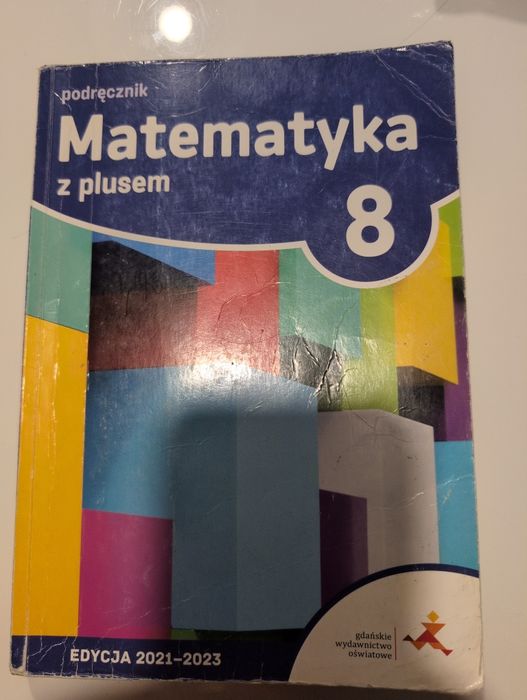 podręcznik
Matematyka
z plusem
8
gdańskie
wydawnictwo
oświatowe
EDYCJA 2021–2023